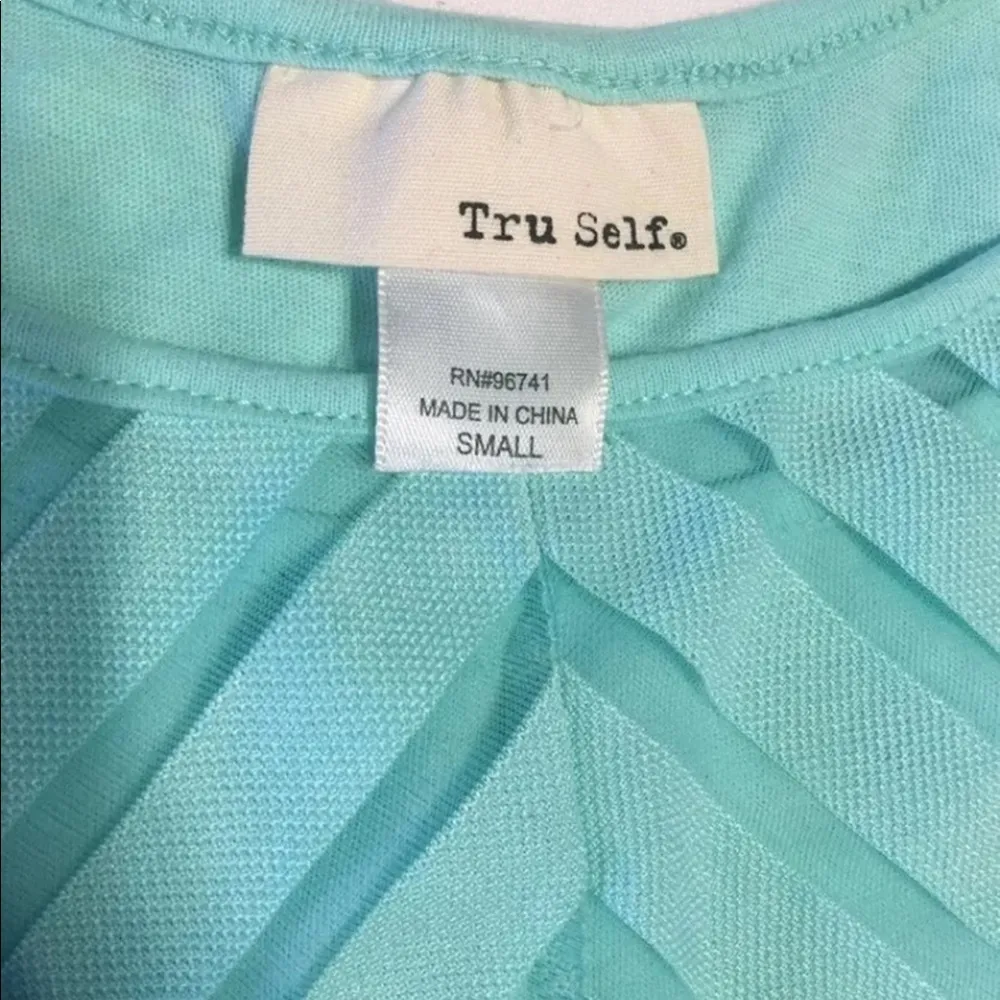 Tru Self®
RN#96741
MADE IN CHINA
SMALL